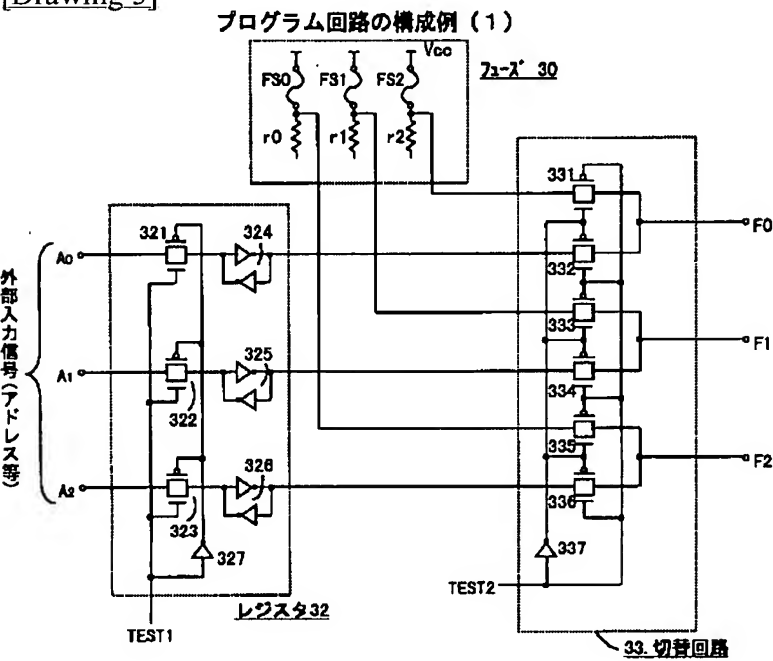 [Drawing 5]
プログラム回路の構成例（1）
Vcc
FS0 FS1 FS2
ﾌｭｰｽﾞ 30
r0 r1 r2
331
321 324
A0
332
F0
外部入力信号（アドレス等）
333
325
A1
F1
322
334
335
326
A2
F2
323
336
327
337
TEST2
レジスタ32
TEST1
33.切替回路